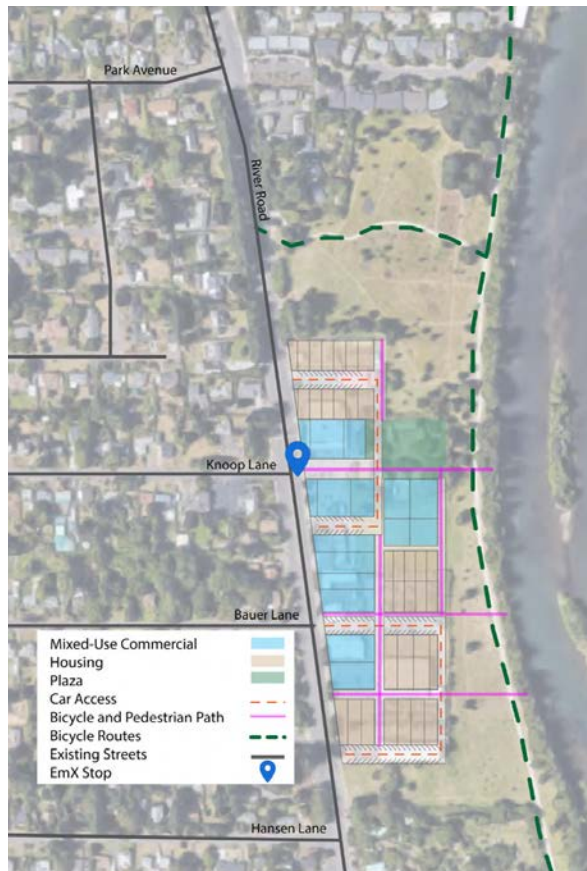 Park Avenue
River Road
Knoop Lane
Bauer Lane
Mixed-Use Commercial
Housing
Plaza
Car Access
Bicycle and Pedestrian Path
Bicycle Routes
Existing Streets
EmX Stop
Hansen Lane